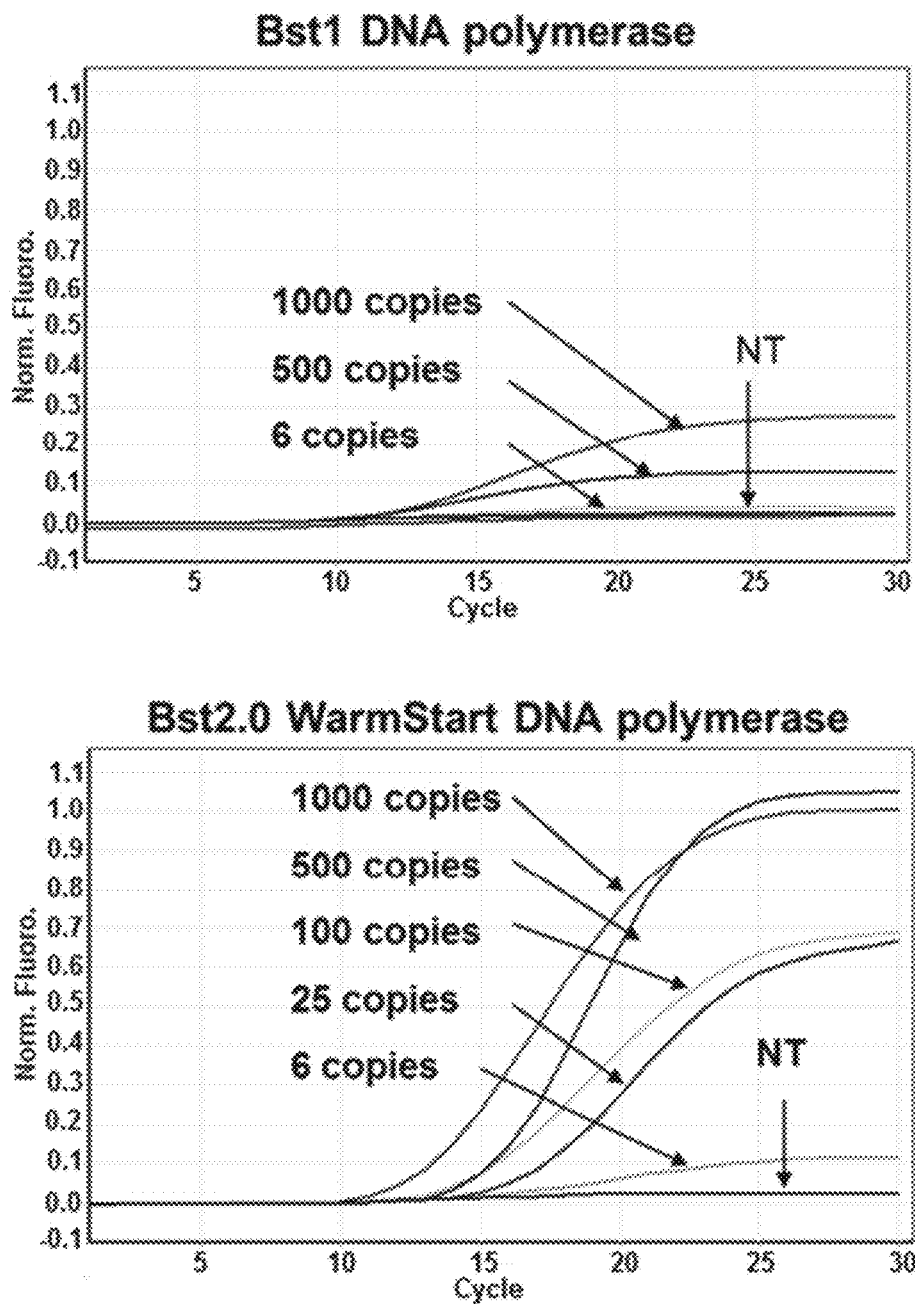 Bst1 DNA polymerase
1.1
1.0
0.9
0.8
0.7
0.6
0.5
0.4
0.3
0.2
0.1
0.0
-0.1
Norm. Fluoro.
1000 copies
500 copies
6 copies
NT
5 10 15 20 25 30
Cycle
Bst2.0 WarmStart DNA polymerase
1.1
1.0
0.9
0.8
0.7
0.6
0.5
0.4
0.3
0.2
0.1
0.0
-0.1
Norm. Fluoro.
1000 copies
500 copies
100 copies
25 copies
6 copies
NT
5 10 15 20 25 30
Cycle